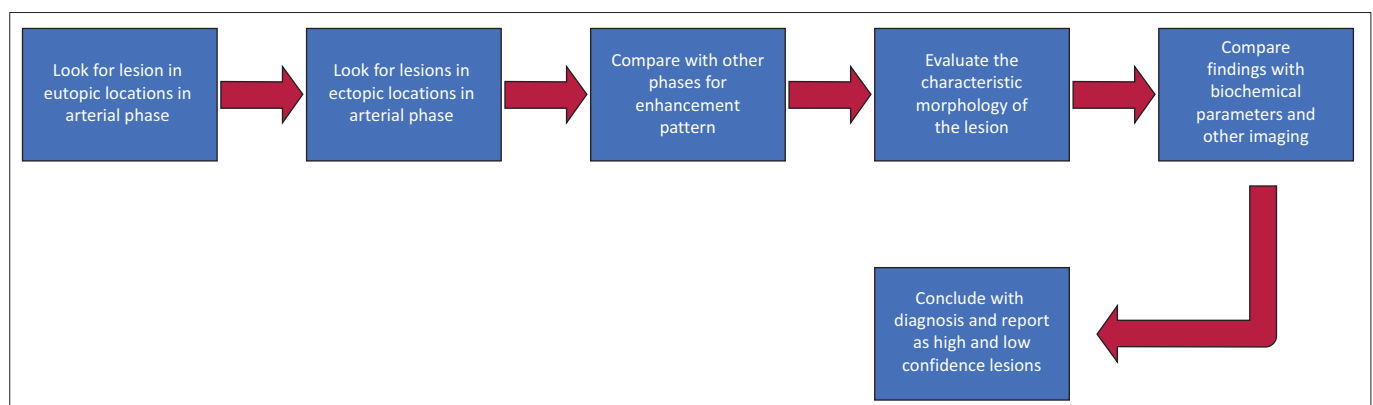 Look for lesion in
eutopic locations in
arterial phase
Look for lesions in
ectopic locations in
arterial phase
Compare with other
phases for
enhancement
pattern
Evaluate the
characteristic
morphology of
the lesion
Compare
findings with
biochemical
parameters and
other imaging
Conclude with
diagnosis and report
as high and low
confidence lesions